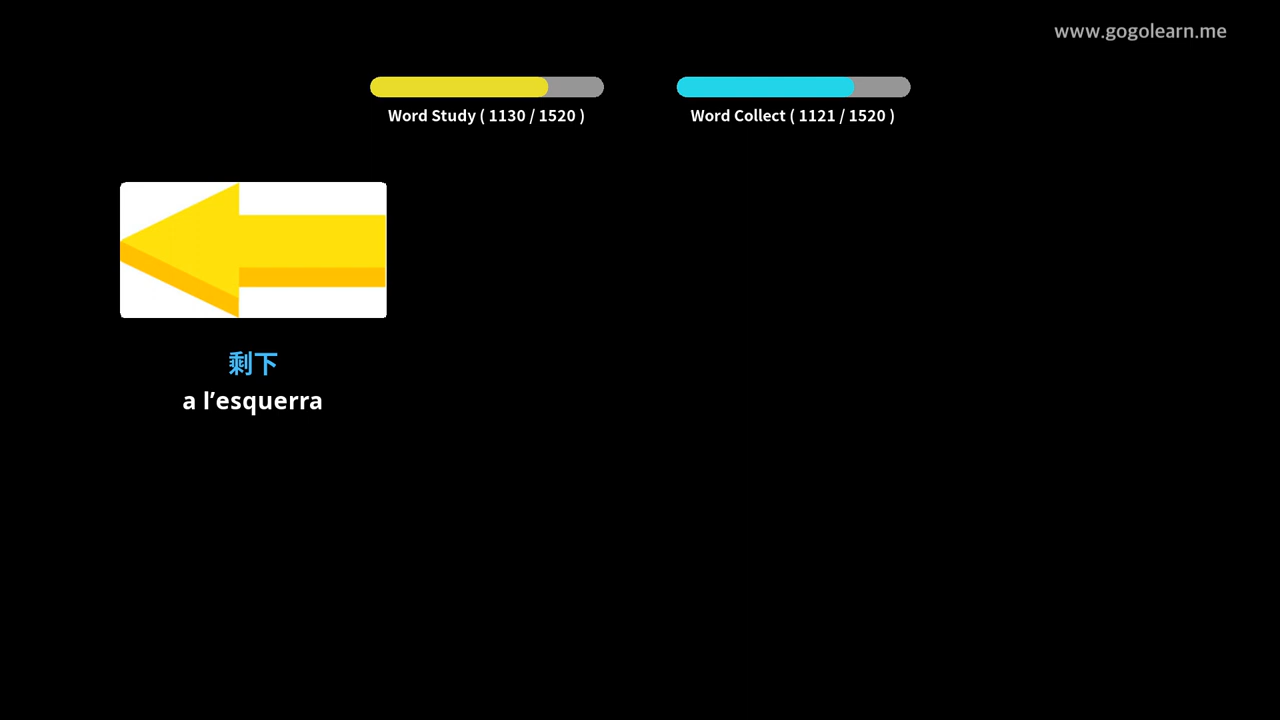 www.gogolearn.me
Word Study ( 1130 / 1520 )
Word Collect ( 1121 / 1520 )
剩下
a l’esquerra